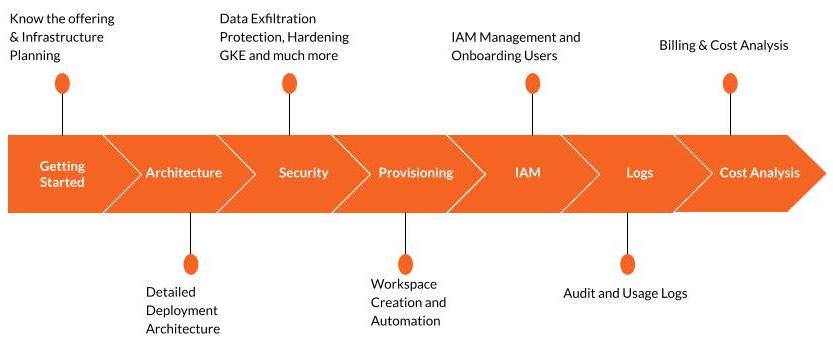 Know the offering
& Infrastructure
Planning
Data Exfiltration
Protection, Hardening
GKE and much more
IAM Management and
Onboarding Users
Billing & Cost Analysis
Getting
Started
Architecture
Security
Provisioning
IAM
Logs
Cost Analysis
Detailed
Deployment
Architecture
Workspace
Creation and
Automation
Audit and Usage Logs